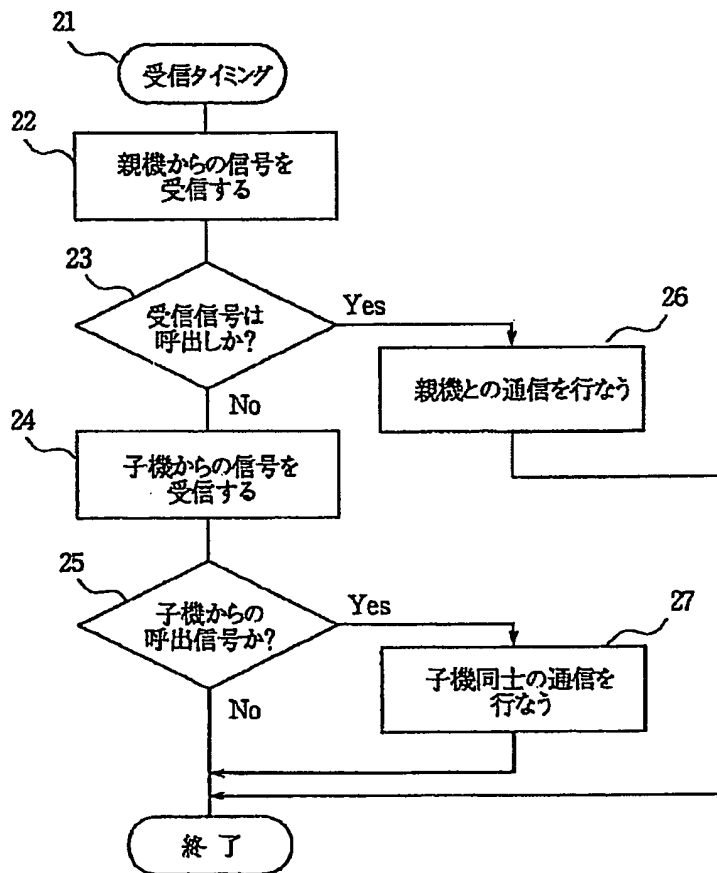 21
受信タイミング
22
親機からの信号を
受信する
23
受信信号は
呼出しか?
Yes
26
親機との通信を行なう
No
24
子機からの信号を
受信する
25
子機からの
呼出信号か?
Yes
27
子機同士の通信を
行なう
No
終了